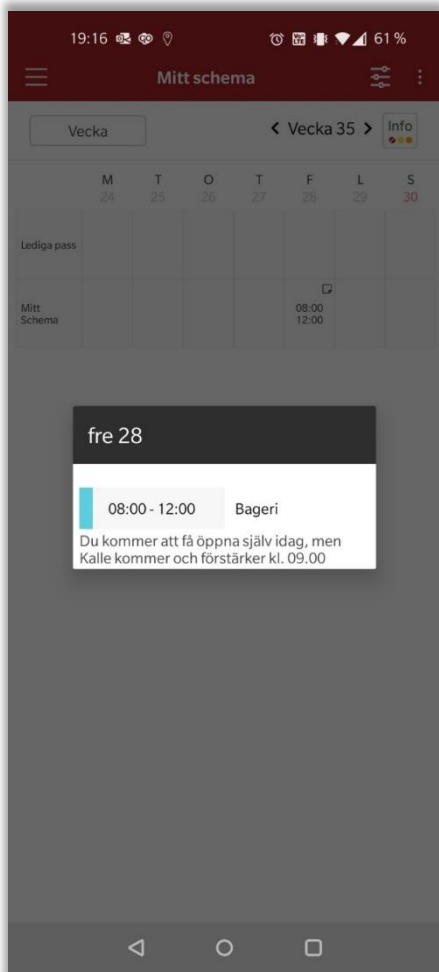 19:16 61 %
Mitt schema
Vecka Vecka 35 Info
M T O T F L S
24 25 26 27 28 29 30
Lediga pass
Mitt
Schema
08:00
12:00
fre 28
08:00 - 12:00 Bageri
Du kommer att få öppna själv idag, men
Kalle kommer och förstärker kl. 09.00